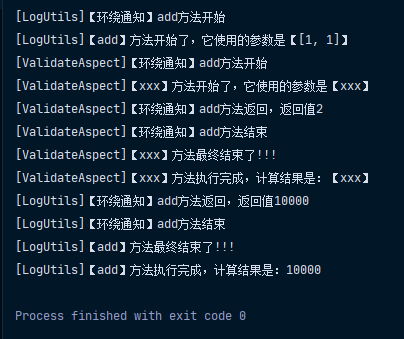 [LogUtils]【环绕通知】add方法开始
[LogUtils]【add】方法开始了，它使用的参数是【[1, 1]】
[ValidateAspect]【环绕通知】add方法开始
[ValidateAspect]【xxx】方法开始了，它使用的参数是【xxx】
[ValidateAspect]【环绕通知】add方法返回，返回值2
[ValidateAspect]【环绕通知】add方法结束
[ValidateAspect]【xxx】方法最终结束了!!!
[ValidateAspect]【xxx】方法执行完成，计算结果是：【xxx】
[LogUtils]【环绕通知】add方法返回，返回值10000
[LogUtils]【环绕通知】add方法结束
[LogUtils]【add】方法最终结束了!!!
[LogUtils]【add】方法执行完成，计算结果是：10000
Process finished with exit code 0